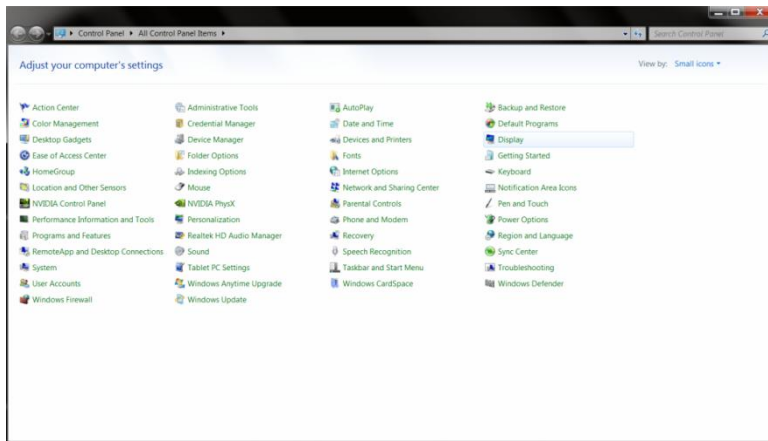 Control Panel ▸ All Control Panel Items ▸
Search Control Panel
Adjust your computer's settings
View by: Small icons
Action Center
Administrative Tools
AutoPlay
Backup and Restore
Color Management
Credential Manager
Date and Time
Default Programs
Desktop Gadgets
Device Manager
Devices and Printers
Display
Ease of Access Center
Folder Options
Fonts
Getting Started
HomeGroup
Indexing Options
Internet Options
Keyboard
Location and Other Sensors
Mouse
Network and Sharing Center
Notification Area Icons
NVIDIA Control Panel
NVIDIA PhysX
Parental Controls
Pen and Touch
Performance Information and Tools
Personalization
Phone and Modem
Power Options
Programs and Features
Realtek HD Audio Manager
Recovery
Region and Language
RemoteApp and Desktop Connections
Sound
Speech Recognition
Sync Center
System
Tablet PC Settings
Taskbar and Start Menu
Troubleshooting
User Accounts
Windows Anytime Upgrade
Windows CardSpace
Windows Defender
Windows Firewall
Windows Update